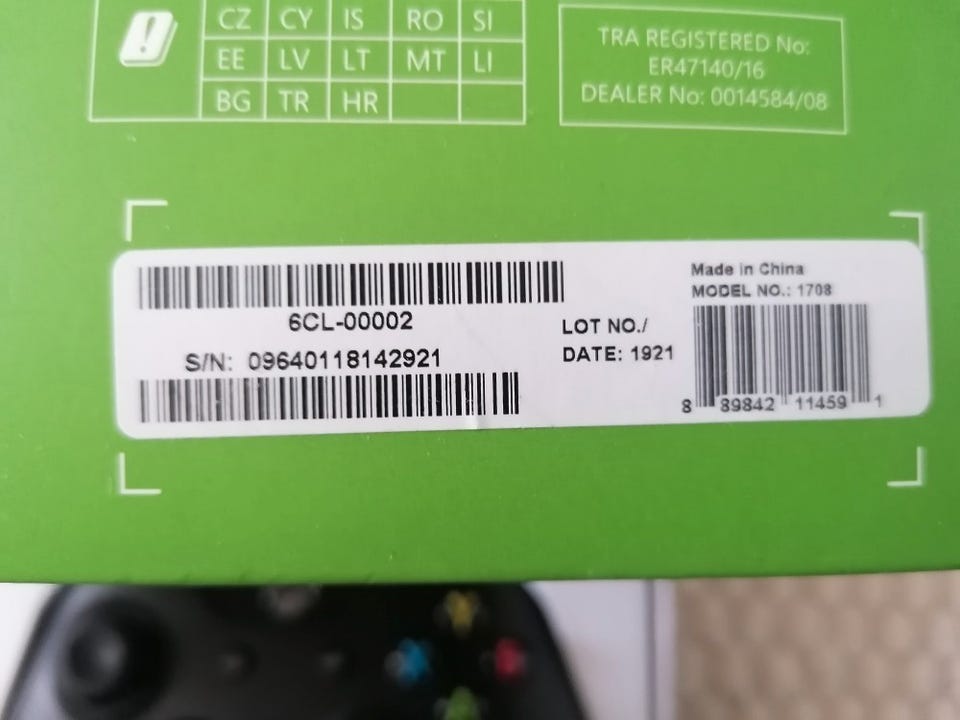 CZ CY IS RO SI
EE LV LT MT LI
BG TR HR
TRA REGISTERED No:
ER47140/16
DEALER No: 0014584/08
6CL-00002
S/N: 09640118142921
LOT NO./
DATE: 1921
Made in China
MODEL NO.: 1708
8 89842 11459 1